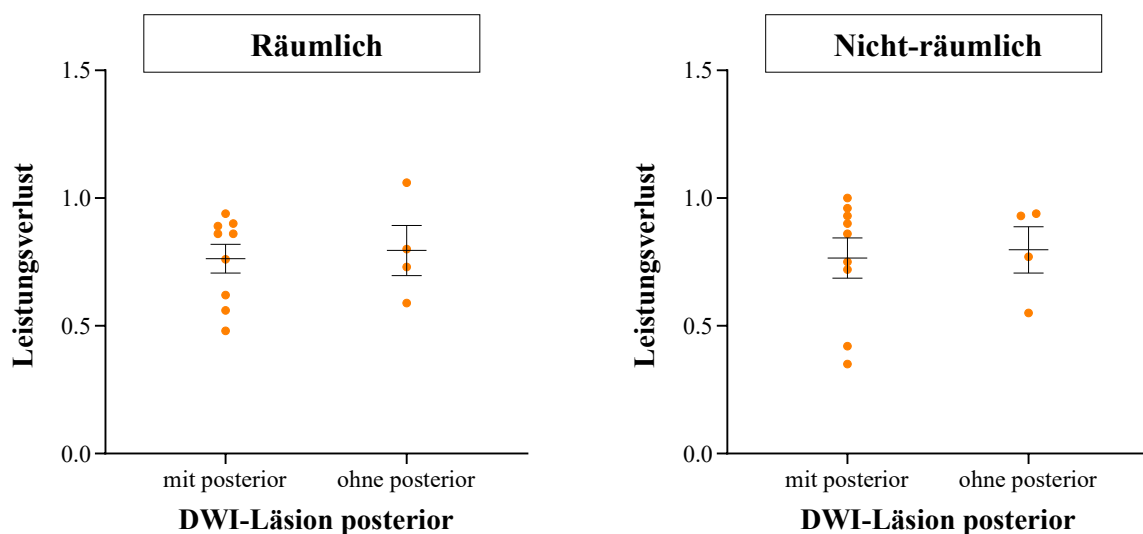 Räumlich
1.5
1.0
0.5
0.0
Leistungsverlust
mit posterior
ohne posterior
DWI-Läsion posterior
Nicht-räumlich
1.5
1.0
0.5
0.0
Leistungsverlust
mit posterior
ohne posterior
DWI-Läsion posterior